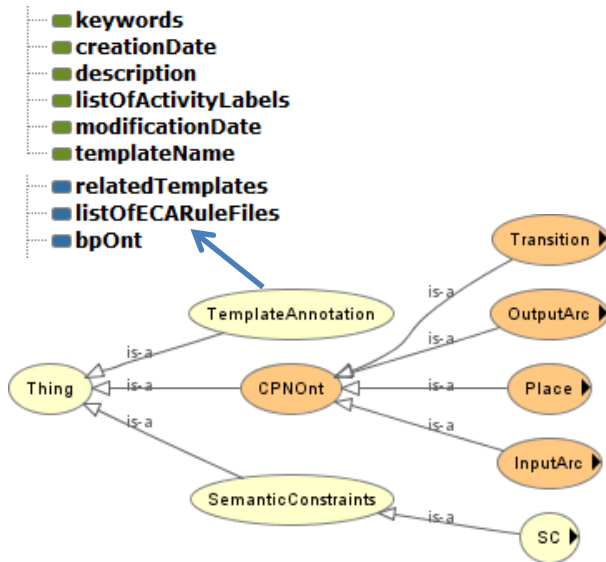 keywords
creationDate
description
listOfActivityLabels
modificationDate
templateName
relatedTemplates
listOfECARuleFiles
bpOnt
Transition
is-a
OutputArc
TemplateAnnotation
is-a
Thing
is-a
CPNOnt
is-a
Place
is-a
InputArc
SemanticConstraints
is-a
is-a
SC